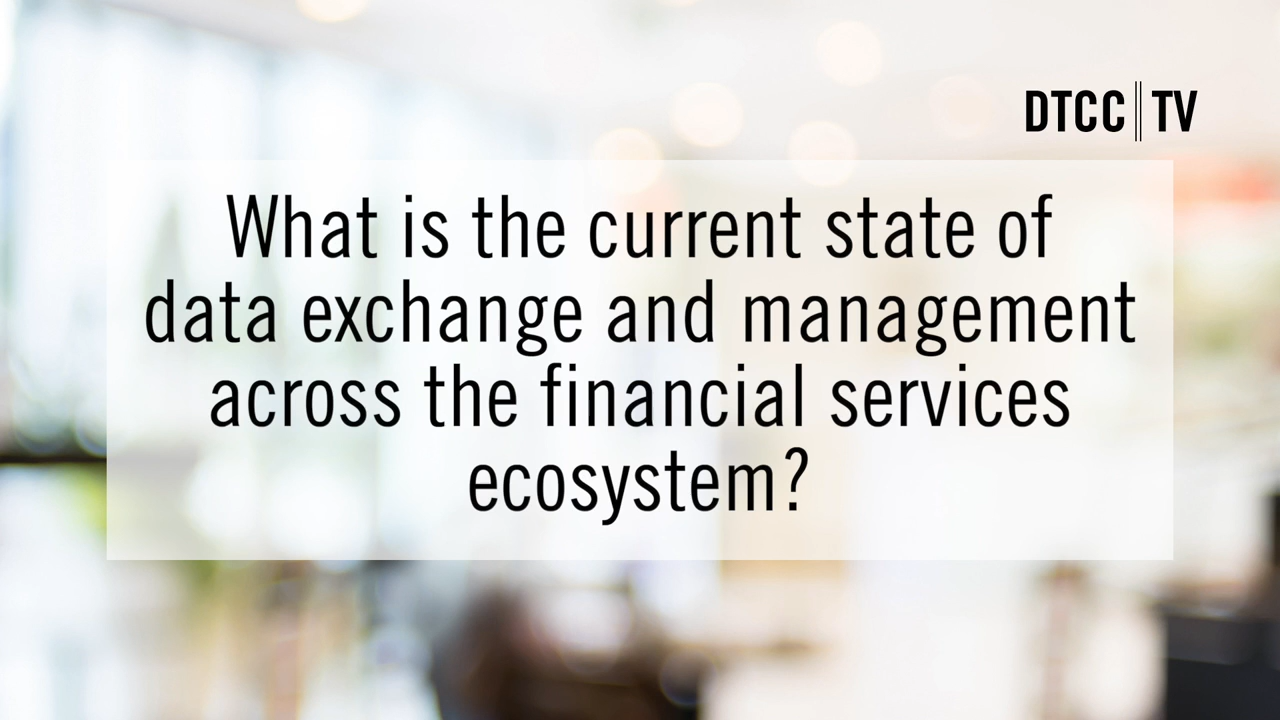 DTCC TV
What is the current state of
data exchange and management
across the financial services
ecosystem?